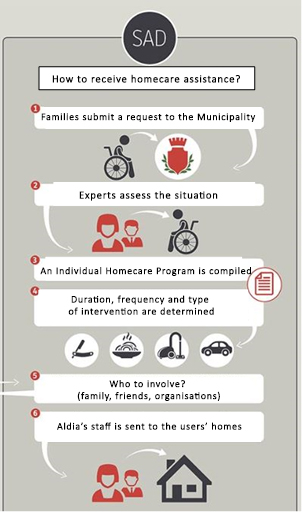 SAD
How to receive homecare assistance?
1
Families submit a request to the Municipality
2
Experts assess the situation
3
An Individual Homecare Program is compiled
4
Duration, frequency and type
of intervention are determined
5
Who to involve?
(family, friends, organisations)
6
Aldia's staff is sent to the users' homes